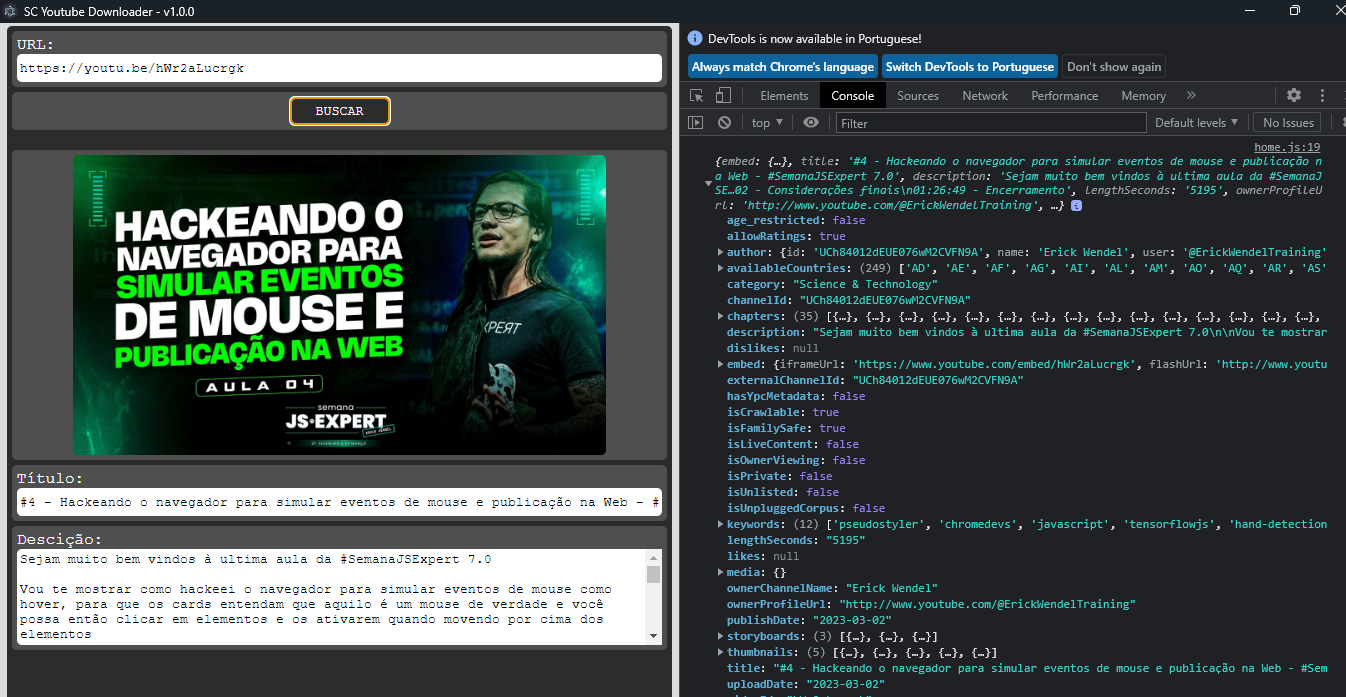 SC Youtube Downloader - v1.0.0
URL:
https://youtu.be/hWr2aLucrgk
BUSCAR
HACKEANDO O
NAVEGADOR PARA
SIMULAR EVENTOS
DE MOUSE E
PUBLICAÇÃO NA WEB
AULA 04
semana
JS EXPERT
Título:
#4 - Hackeando o navegador para simular eventos de mouse e publicação na Web - #
Descição:
Sejam muito bem vindos à ultima aula da #SemanaJSExpert 7.0
Vou te mostrar como hackeei o navegador para simular eventos de mouse como
hover, para que os cards entendam que aquilo é um mouse de verdade e você
possa então clicar em elementos e os ativarem quando movendo por cima dos
elementos
DevTools is now available in Portuguese!
Always match Chrome's language Switch DevTools to Portuguese Don't show again
Elements Console Sources Network Performance Memory »
top ▼ Filter Default levels ▼ No Issues
home.js:19
{embed: {…}, title: '#4 - Hackeando o navegador para simular eventos de mouse e publicação n
a Web - #SemanaJSExpert 7.0', description: 'Sejam muito bem vindos à ultima aula da #SemanaJ
SE…02 - Considerações finais\n01:26:49 - Encerramento', lengthSeconds: '5195', ownerProfileU
rl: 'http://www.youtube.com/@ErickWendelTraining', …}
age_restricted: false
allowRatings: true
author: {id: 'UCh84012dEUE076wM2CVFN9A', name: 'Erick Wendel', user: '@ErickWendelTraining'
availableCountries: (249) ['AD', 'AE', 'AF', 'AG', 'AI', 'AL', 'AM', 'AO', 'AQ', 'AR', 'AS'
category: "Science & Technology"
channelId: "UCh84012dEUE076wM2CVFN9A"
chapters: (35) [{…}, {…}, {…}, {…}, {…}, {…}, {…}, {…}, {…}, {…}, {…}, {…}, {…}, {…}, {…},
description: "Sejam muito bem vindos à ultima aula da #SemanaJSExpert 7.0\n\nVou te mostrar
dislikes: null
embed: {iframeUrl: 'https://www.youtube.com/embed/hWr2aLucrgk', flashUrl: 'http://www.youtu
externalChannelId: "UCh84012dEUE076wM2CVFN9A"
hasYpcMetadata: false
isCrawlable: true
isFamilySafe: true
isLiveContent: false
isOwnerViewing: false
isPrivate: false
isUnlisted: false
isUnpluggedCorpus: false
keywords: (12) ['pseudostyler', 'chromedevs', 'javascript', 'tensorflowjs', 'hand-detection
lengthSeconds: "5195"
likes: null
media: {}
ownerChannelName: "Erick Wendel"
ownerProfileUrl: "http://www.youtube.com/@ErickWendelTraining"
publishDate: "2023-03-02"
storyboards: (3) [{…}, {…}, {…}]
thumbnails: (5) [{…}, {…}, {…}, {…}, {…}]
title: "#4 - Hackeando o navegador para simular eventos de mouse e publicação na Web - #Sem
uploadDate: "2023-03-02"